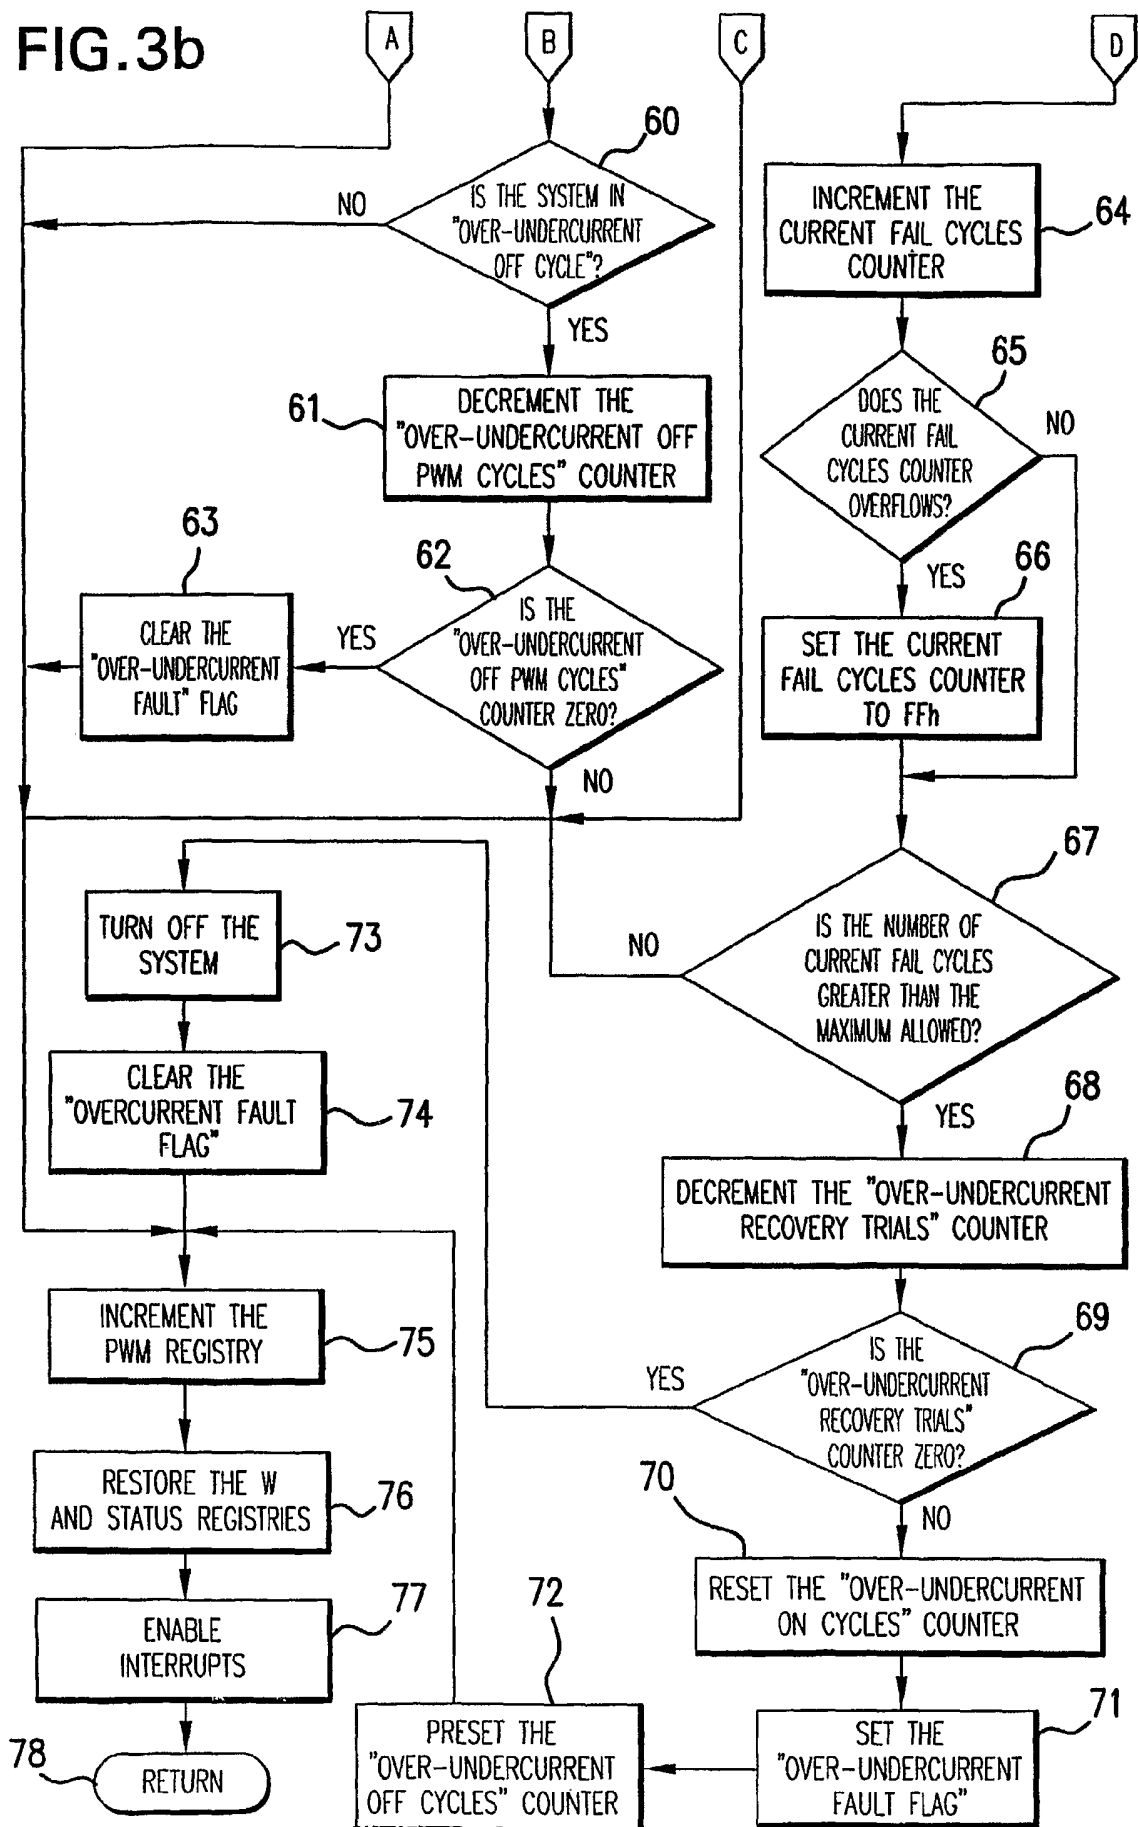 FIG.3b
A
B
C
D
60
IS THE SYSTEM IN
"OVER-UNDERCURRENT
OFF CYCLE"?
NO
YES
61
DECREMENT THE
"OVER-UNDERCURRENT OFF
PWM CYCLES" COUNTER
62
IS THE
"OVER-UNDERCURRENT
OFF PWM CYCLES"
COUNTER ZERO?
YES
NO
63
CLEAR THE
"OVER-UNDERCURRENT
FAULT" FLAG
64
INCREMENT THE
CURRENT FAIL CYCLES
COUNTER
65
DOES THE
CURRENT FAIL
CYCLES COUNTER
OVERFLOWS?
NO
YES
66
SET THE CURRENT
FAIL CYCLES COUNTER
TO FFh
67
IS THE NUMBER OF
CURRENT FAIL CYCLES
GREATER THAN THE
MAXIMUM ALLOWED?
NO
YES
68
DECREMENT THE "OVER-UNDERCURRENT
RECOVERY TRIALS" COUNTER
69
IS THE
"OVER-UNDERCURRENT
RECOVERY TRIALS"
COUNTER ZERO?
YES
NO
70
RESET THE "OVER-UNDERCURRENT
ON CYCLES" COUNTER
71
SET THE
"OVER-UNDERCURRENT
FAULT FLAG"
72
PRESET THE
"OVER-UNDERCURRENT
OFF CYCLES" COUNTER
73
TURN OFF THE
SYSTEM
74
CLEAR THE
"OVERCURRENT FAULT
FLAG"
75
INCREMENT THE
PWM REGISTRY
76
RESTORE THE W
AND STATUS REGISTRIES
77
ENABLE
INTERRUPTS
78
RETURN